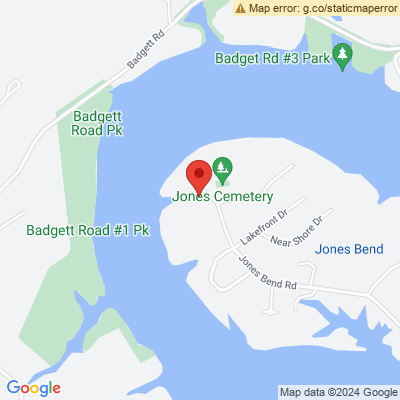 Map error: g.co/staticmaperror
Badgett Rd
Badget Rd #3 Park
Badgett
Road Pk
Jones Cemetery
Badgett Road #1 Pk
Lakefront Dr
Near Shore Dr
Jones Bend
Jones Bend Rd
Google
Map data ©2024 Google